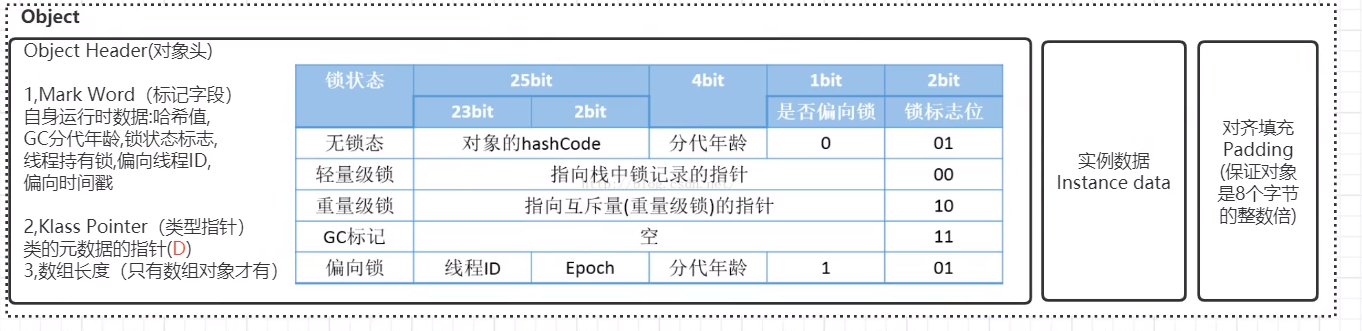 Object
Object Header(对象头)
1,Mark Word（标记字段）
自身运行时数据:哈希值,
GC分代年龄,锁状态标志,
线程持有锁,偏向线程ID,
偏向时间戳
2,Klass Pointer（类型指针）
类的元数据的指针(D)
3,数组长度（只有数组对象才有）
锁状态 25bit 4bit 1bit 2bit
23bit 2bit 是否偏向锁 锁标志位
无锁态 对象的hashCode 分代年龄 0 01
轻量级锁 指向栈中锁记录的指针 00
http://blog.csdn.net/
重量级锁 指向互斥量(重量级锁)的指针 10
GC标记 空 11
偏向锁 线程ID Epoch 分代年龄 1 01
实例数据
Instance data
对齐填充
Padding
(保证对象
是8个字节
的整数倍)